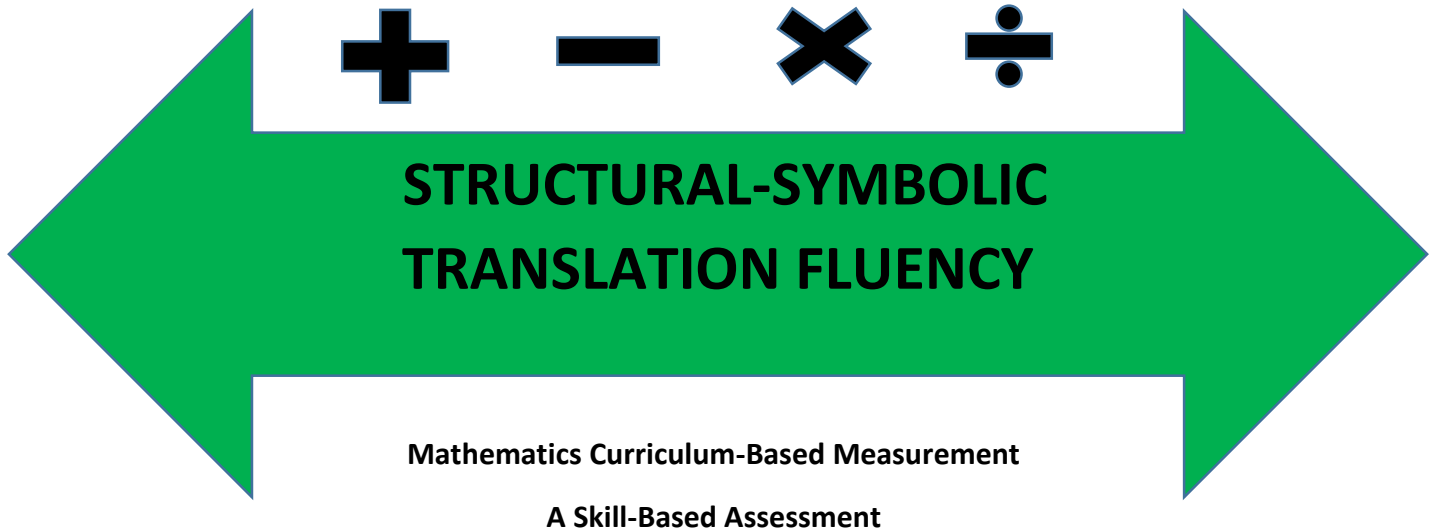 + − × ÷
STRUCTURAL-SYMBOLIC
TRANSLATION FLUENCY
Mathematics Curriculum-Based Measurement
A Skill-Based Assessment